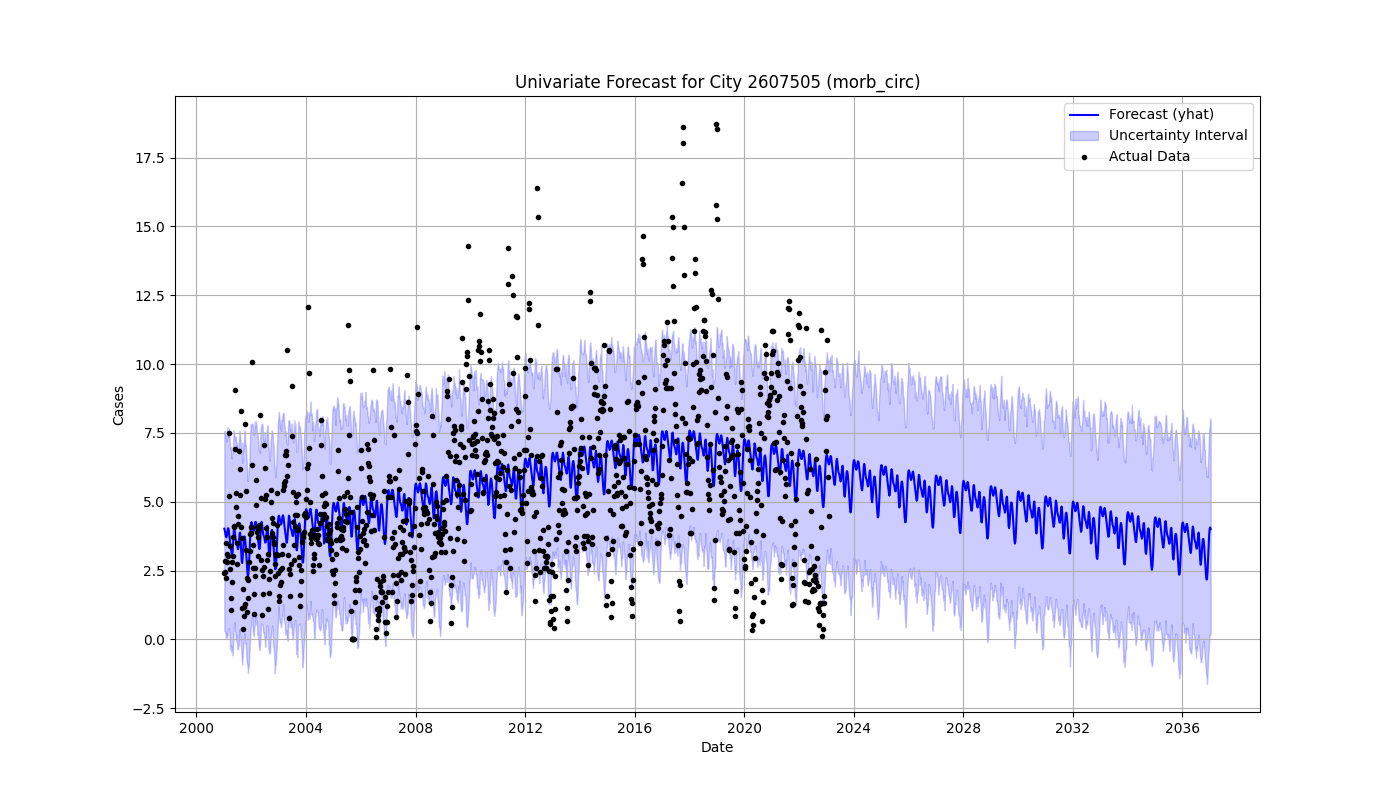 Univariate Forecast for City 2607505 (morb_circ)
Forecast (yhat)
Uncertainty Interval
Actual Data
Cases
17.5
15.0
12.5
10.0
7.5
5.0
2.5
0.0
−2.5
2000 2004 2008 2012 2016 2020 2024 2028 2032 2036
Date